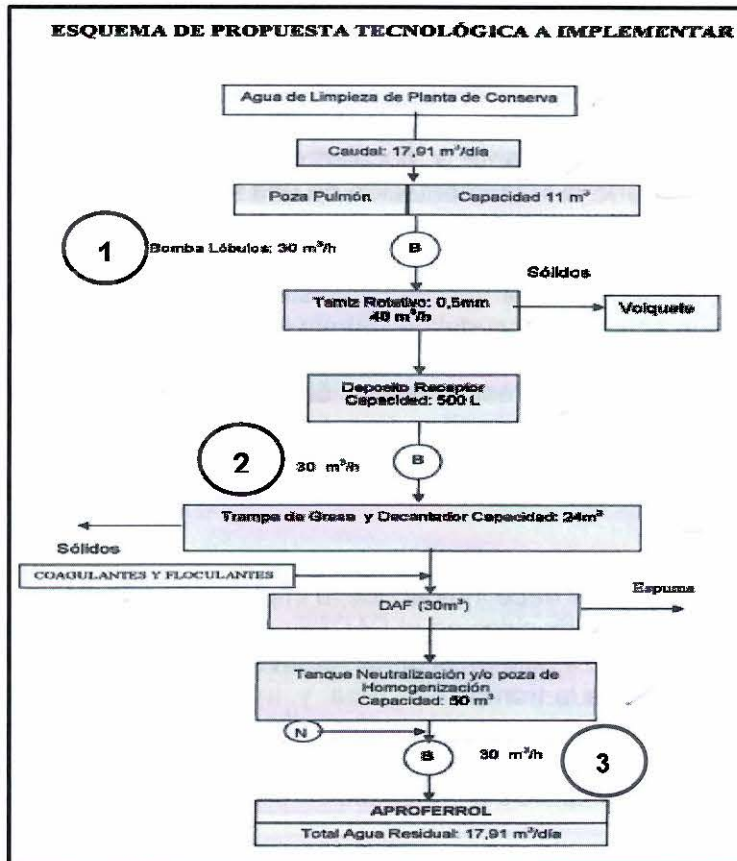 ESQUEMA DE PROPUESTA TECNOLÓGICA A IMPLEMENTAR
Agua de Limpieza de Planta de Conserva
Caudal: 17,91 m³/día
Poza Pulmón Capacidad 11 m³
1
Bomba Lóbulos: 30 m³/h
B
Sólidos
Tamiz Rotativo: 0,5mm
40 m³/h
Volquete
Deposito Receptor
Capacidad: 500 L
2
30 m³/h
B
Trampa de Grasa y Decantador Capacidad: 24m³
Sólidos
COAGULANTES Y FLOCULANTES
Espuma
DAF (30m³)
Tanque Neutralización y/o poza de
Homogenización
Capacidad: 50 m³
N
B
30 m³/h
3
APROFERROL
Total Agua Residual: 17,91 m³/día